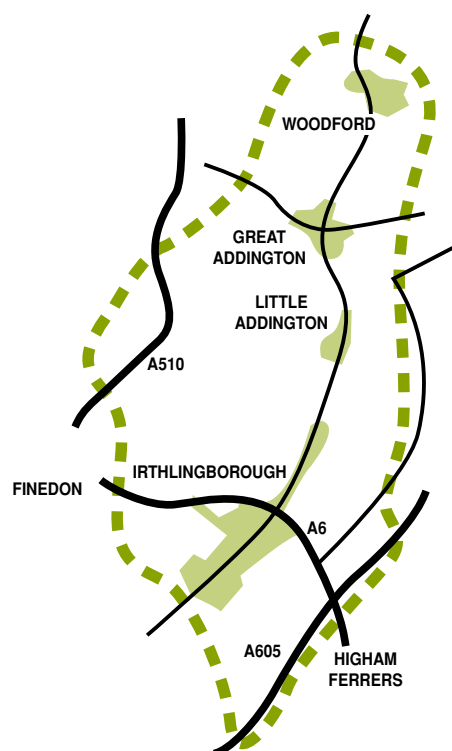 WOODFORD
GREAT
ADDINGTON
LITTLE
ADDINGTON
A510
IRTHLINGBOROUGH
FINEDON
A6
A605
HIGHAM
FERRERS